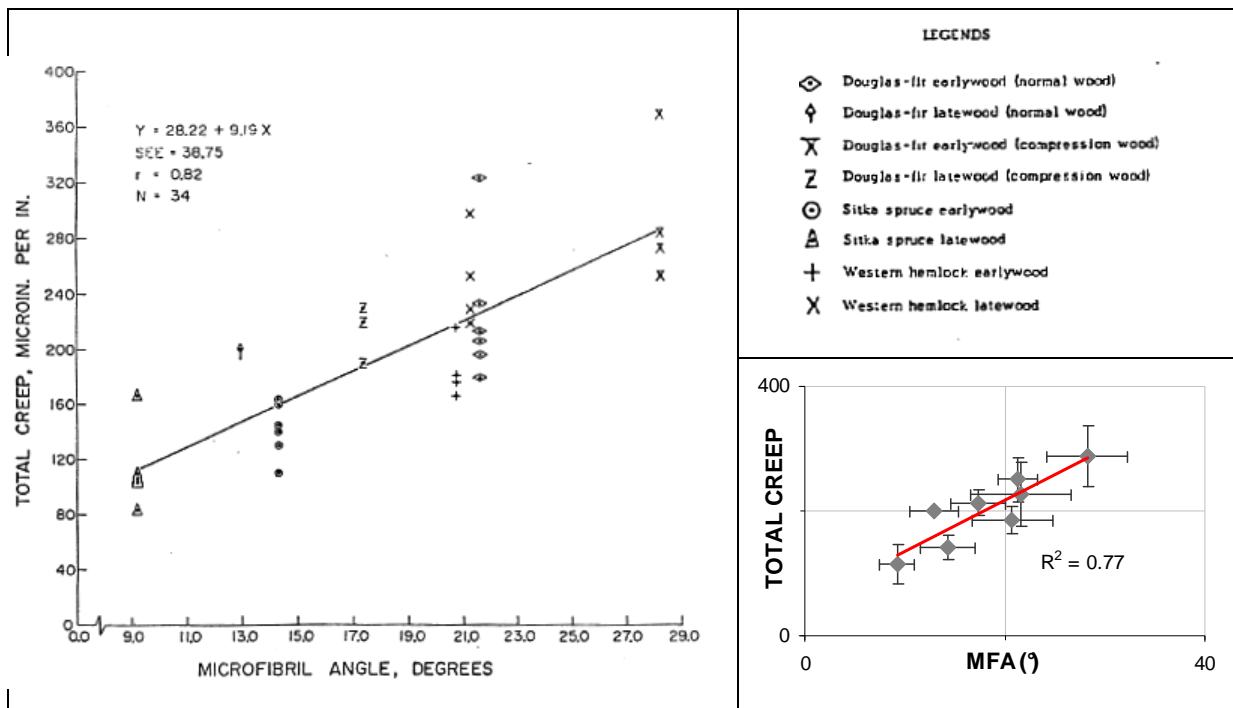 TOTAL CREEP, MICROIN. PER IN.
400
360
320
280
240
200
160
120
80
40
0
Y = 28.22 + 9.19 X
SEE = 38.75
r = 0.82
N = 34
0.0 9.0 11.0 13.0 15.0 17.0 19.0 21.0 23.0 25.0 27.0 29.0
MICROFIBRIL ANGLE, DEGREES
LEGENDS
Douglas-fir earlywood (normal wood)
Douglas-fir latewood (normal wood)
Douglas-fir earlywood (compression wood)
Z Douglas-fir latewood (compression wood)
Sitka spruce earlywood
Sitka spruce latewood
+ Western hemlock earlywood
X Western hemlock latewood
TOTAL CREEP
400
0
R² = 0.77
0 40
MFA (°)